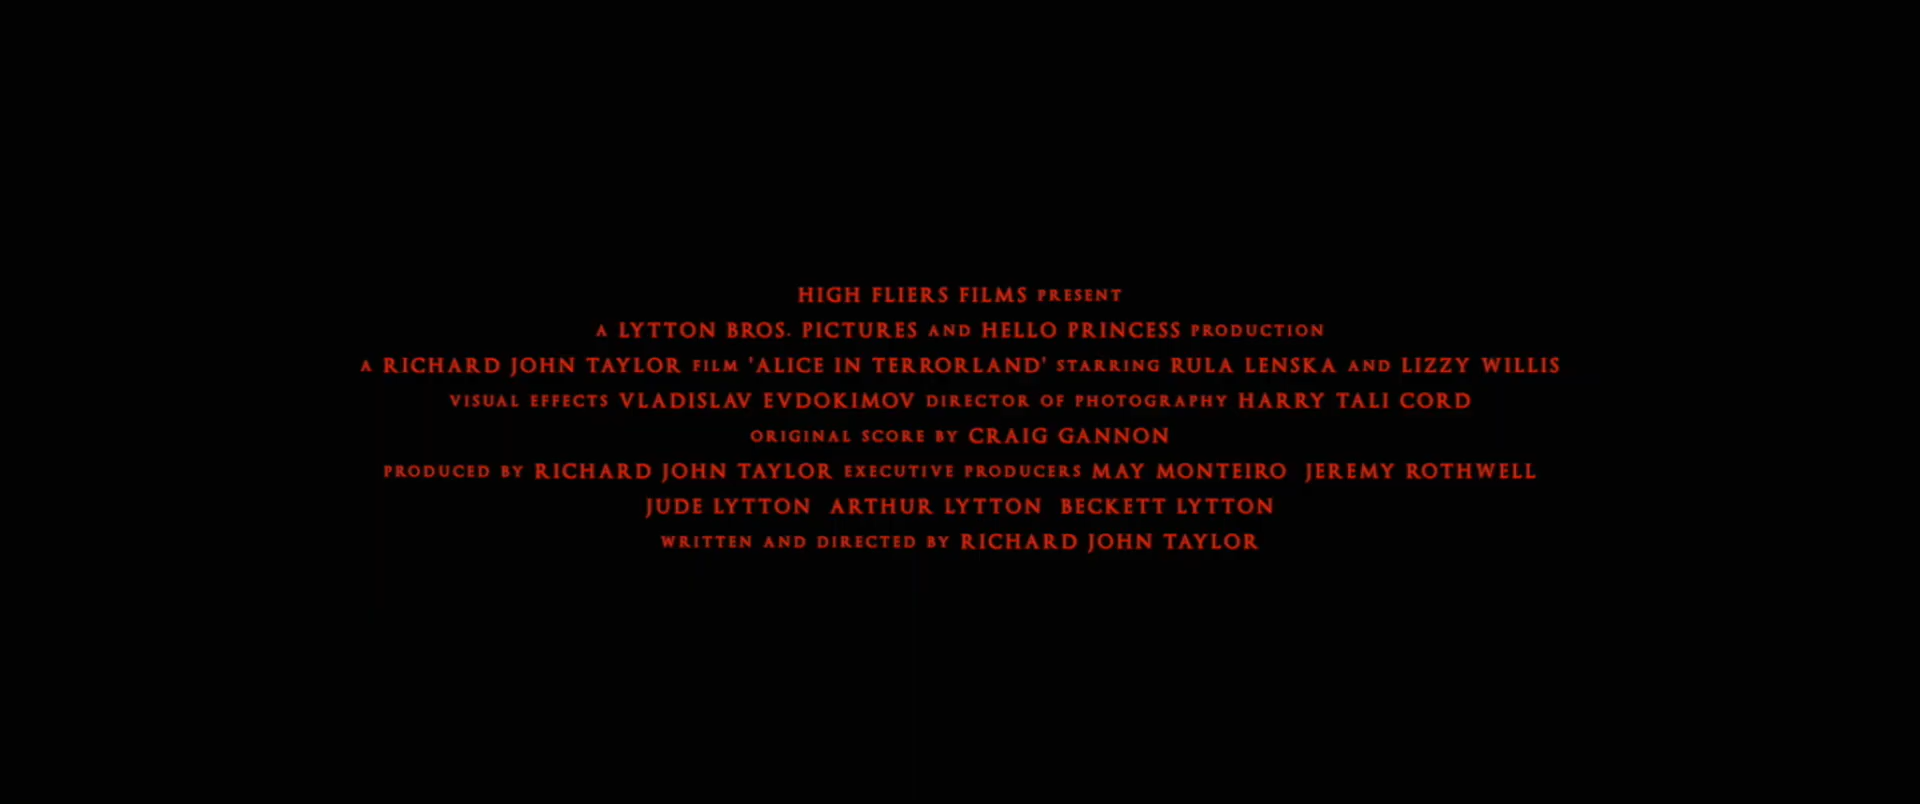 HIGH FLIERS FILMS PRESENT
A LYTTON BROS. PICTURES AND HELLO PRINCESS PRODUCTION
A RICHARD JOHN TAYLOR FILM 'ALICE IN TERRORLAND' STARRING RULA LENSKA AND LIZZY WILLIS
VISUAL EFFECTS VLADISLAV EVDOKIMOV DIRECTOR OF PHOTOGRAPHY HARRY TALI CORD
ORIGINAL SCORE BY CRAIG GANNON
PRODUCED BY RICHARD JOHN TAYLOR EXECUTIVE PRODUCERS MAY MONTEIRO JEREMY ROTHWELL
JUDE LYTTON ARTHUR LYTTON BECKETT LYTTON
WRITTEN AND DIRECTED BY RICHARD JOHN TAYLOR